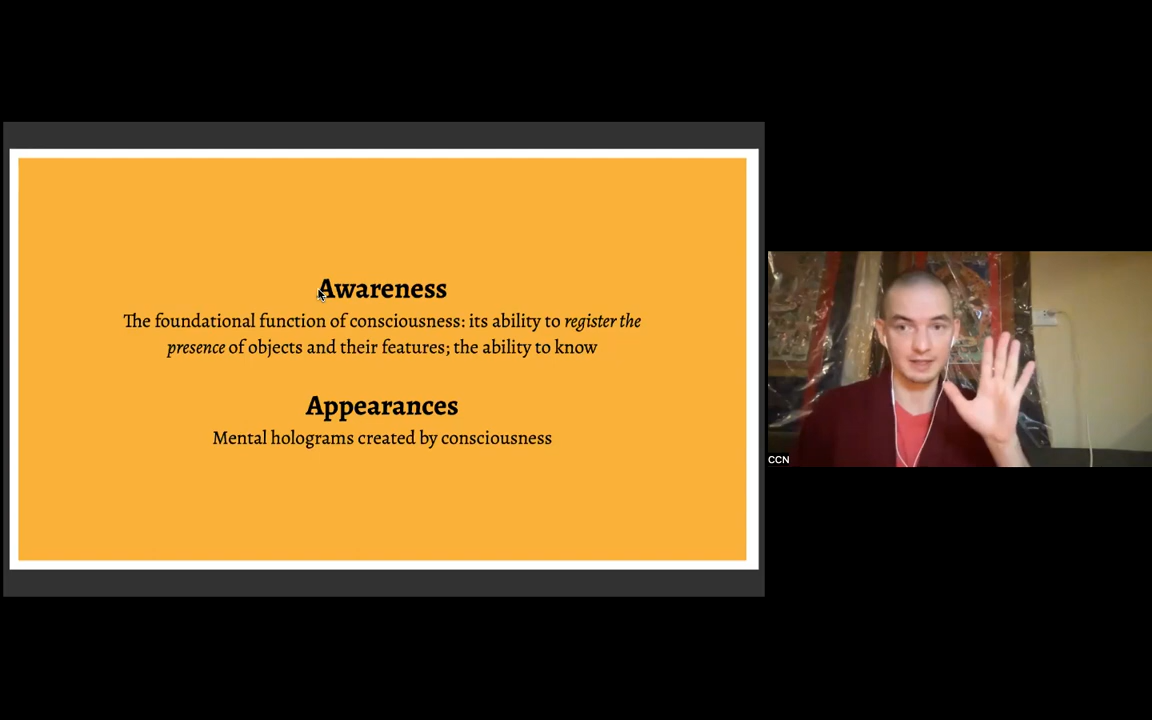 Awareness
The foundational function of consciousness: its ability to register the
presence of objects and their features; the ability to know
Appearances
Mental holograms created by consciousness
CCN